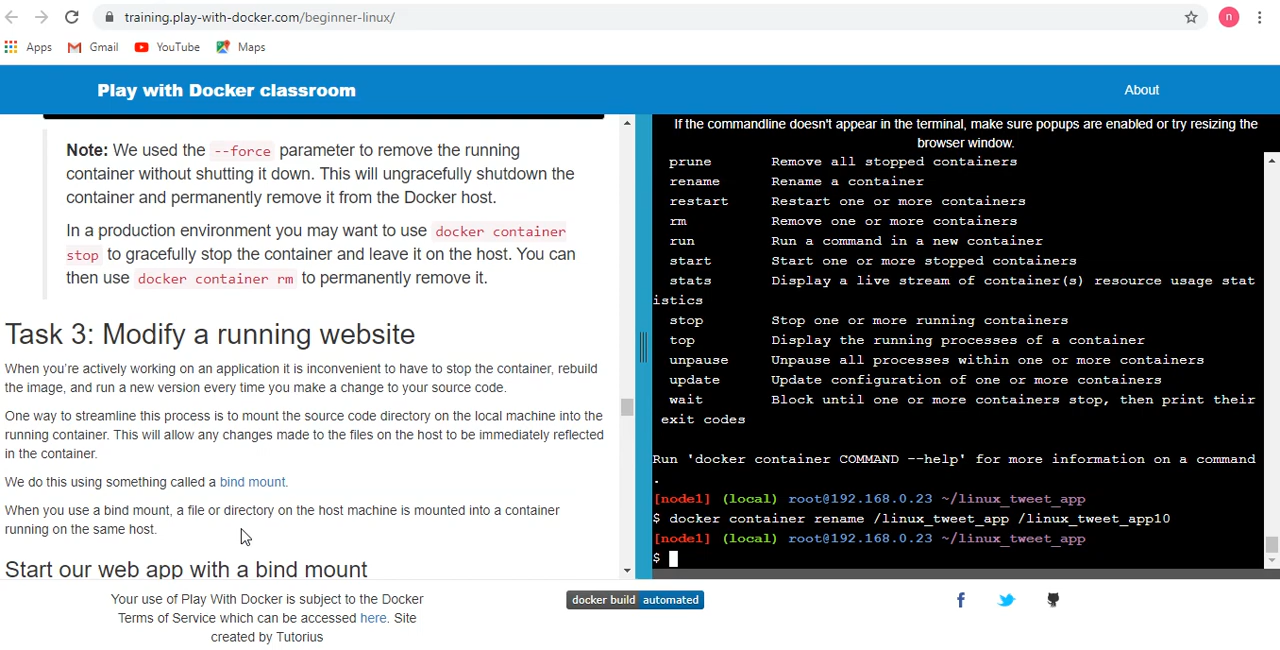 training.play-with-docker.com/beginner-linux/
n
Apps Gmail YouTube Maps
Play with Docker classroom
About
Note: We used the --force parameter to remove the running
container without shutting it down. This will ungracefully shutdown the
container and permanently remove it from the Docker host.
In a production environment you may want to use docker container
stop to gracefully stop the container and leave it on the host. You can
then use docker container rm to permanently remove it.
Task 3: Modify a running website
When you’re actively working on an application it is inconvenient to have to stop the container, rebuild
the image, and run a new version every time you make a change to your source code.
One way to streamline this process is to mount the source code directory on the local machine into the
running container. This will allow any changes made to the files on the host to be immediately reflected
in the container.
We do this using something called a bind mount.
When you use a bind mount, a file or directory on the host machine is mounted into a container
running on the same host.
Start our web app with a bind mount
If the commandline doesn't appear in the terminal, make sure popups are enabled or try resizing the
browser window.
prune Remove all stopped containers
rename Rename a container
restart Restart one or more containers
rm Remove one or more containers
run Run a command in a new container
start Start one or more stopped containers
stats Display a live stream of container(s) resource usage stat
istics
stop Stop one or more running containers
top Display the running processes of a container
unpause Unpause all processes within one or more containers
update Update configuration of one or more containers
wait Block until one or more containers stop, then print their
exit codes
Run 'docker container COMMAND --help' for more information on a command
.
[node1] (local) root@192.168.0.23 ~/linux_tweet_app
$ docker container rename /linux_tweet_app /linux_tweet_app10
[node1] (local) root@192.168.0.23 ~/linux_tweet_app
$
Your use of Play With Docker is subject to the Docker
Terms of Service which can be accessed here. Site
created by Tutorius
docker build automated